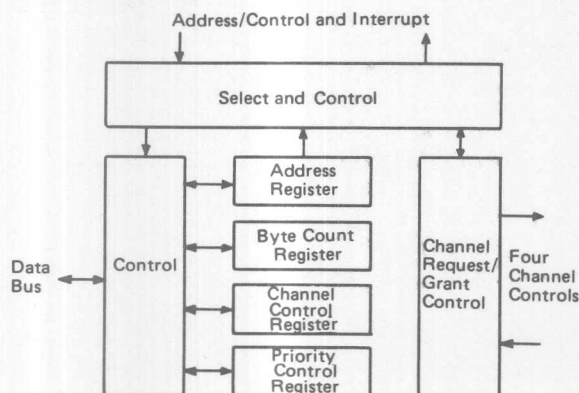 Address/Control and Interrupt
Select and Control
Address
Register
Byte Count
Register
Channel
Control
Register
Priority
Control
Register
Data
Bus
Control
Channel
Request/
Grant
Control
Four
Channel
Controls